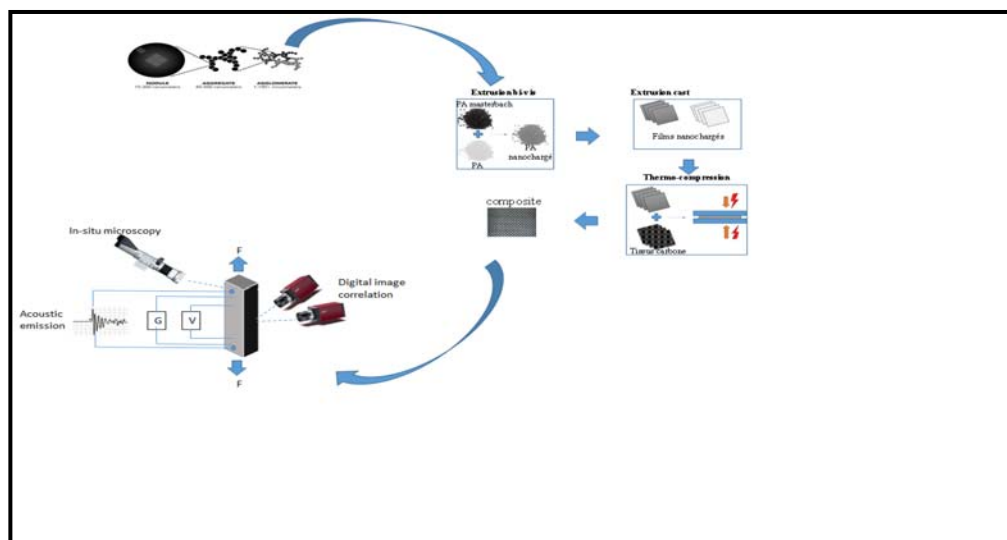 NODULE
AGGREGATE
AGGLOMERATE
Extrusion bi-vis
PA masterbach
PA
PA
nanochargé
Extrusion cast
Films nanochargés
Thermo-compression
Tissus carbone
composite
In-situ microscopy
F
Digital image
correlation
Acoustic
emission
G
V
F